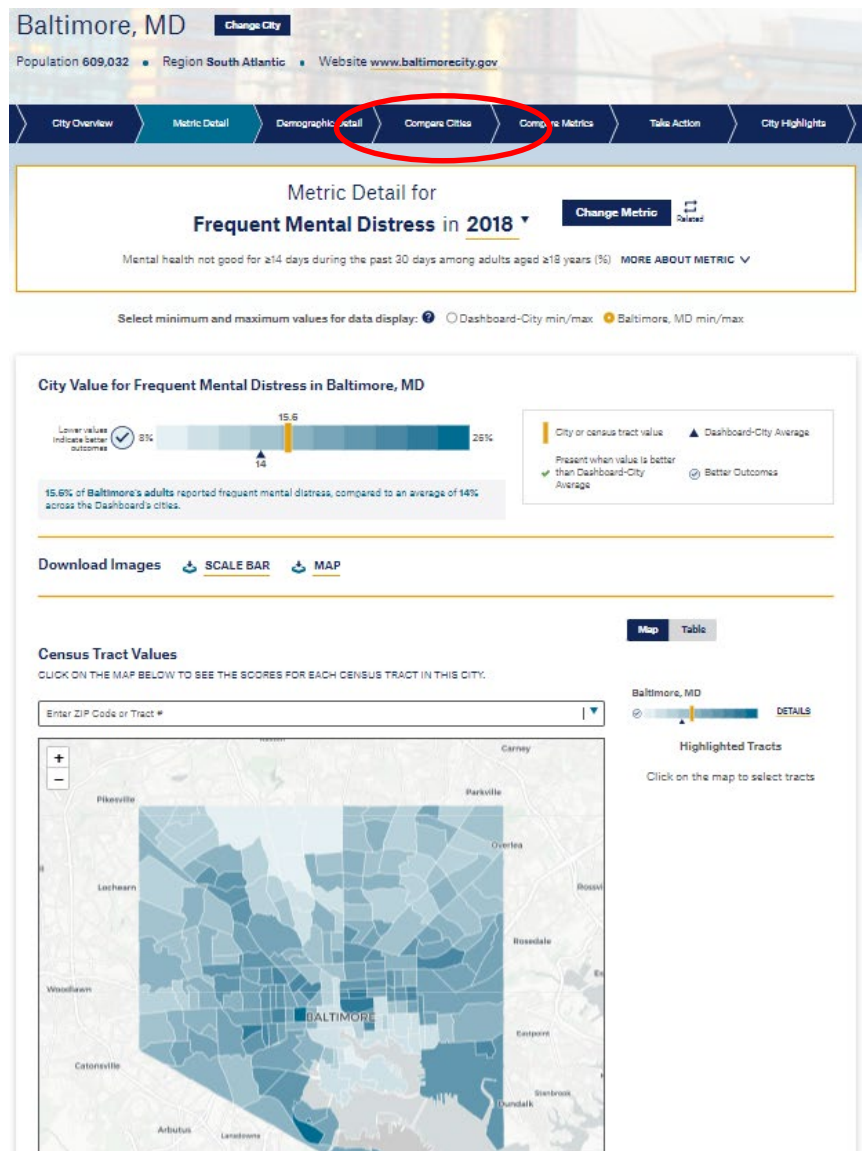 Baltimore, MD Change City
Population 609,032 • Region South Atlantic • Website www.baltimorecity.gov
City Overview Metric Detail Demographic Detail Compare Cities Compare Metrics Take Action City Highlights
Metric Detail for
Frequent Mental Distress in 2018 ▼ Change Metric Related
Mental health not good for ≥14 days during the past 30 days among adults aged ≥18 years (%) MORE ABOUT METRIC
Select minimum and maximum values for data display: ? Dashboard-City min/max Baltimore, MD min/max
City Value for Frequent Mental Distress in Baltimore, MD
15.6
Lower values
indicate better
outcomes
8% 26%
14
15.6% of Baltimore's adults reported frequent mental distress, compared to an average of 14%
across the Dashboard's cities.
City or census tract value ▲ Dashboard-City Average
Present when value is better
than Dashboard-City
Average
Better Outcomes
Download Images SCALE BAR MAP
Map Table
Census Tract Values
CLICK ON THE MAP BELOW TO SEE THE SCORES FOR EACH CENSUS TRACT IN THIS CITY.
Enter ZIP Code or Tract #
Baltimore, MD
DETAILS
Highlighted Tracts
Click on the map to select tracts
+
−
Carney
Pikesville
Parkville
Overlea
Lochearn
Rossvi
Rosedale
Es
Woodlawn
BALTIMORE
Eastpoint
Catonsville
Dundalk
Arbutus
Lansdowne